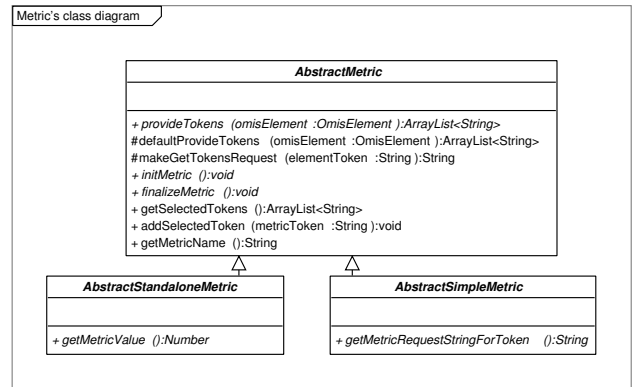 Metric's class diagram
AbstractMetric
+ provideTokens (omisElement :OmisElement ):ArrayList<String>
#defaultProvideTokens (omisElement :OmisElement ):ArrayList<String>
#makeGetTokensRequest (elementToken :String ):String
+ initMetric ():void
+ finalizeMetric ():void
+ getSelectedTokens ():ArrayList<String>
+ addSelectedToken (metricToken :String ):void
+ getMetricName ():String
AbstractStandaloneMetric
+ getMetricValue ():Number
AbstractSimpleMetric
+ getMetricRequestStringForToken ():String